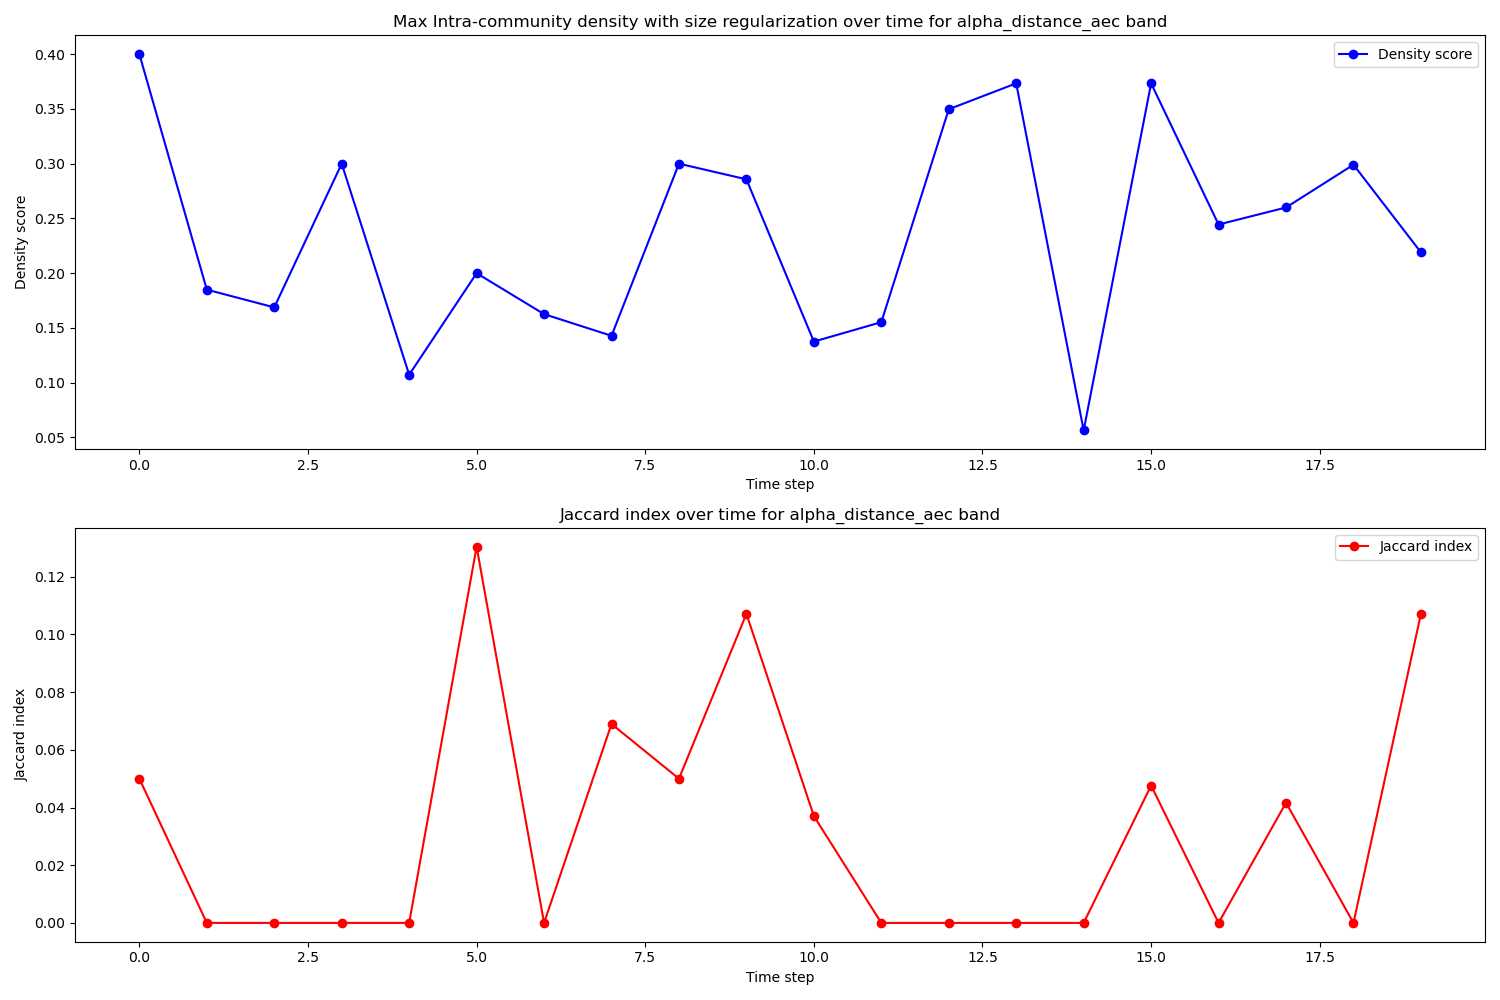 Max Intra-community density with size regularization over time for alpha_distance_aec band
Density score
0.40
0.35
0.30
0.25
0.20
0.15
0.10
0.05
Density score
0.0 2.5 5.0 7.5 10.0 12.5 15.0 17.5
Time step
Jaccard index over time for alpha_distance_aec band
Jaccard index
0.12
0.10
0.08
0.06
0.04
0.02
0.00
Jaccard index
0.0 2.5 5.0 7.5 10.0 12.5 15.0 17.5
Time step